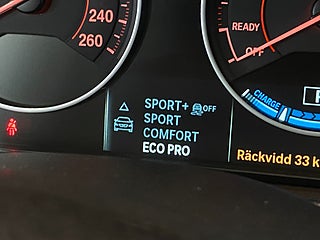 240
260
READY
OFF
CHARGE
SPORT+ OFF
SPORT
COMFORT
ECO PRO
Räckvidd 33 k